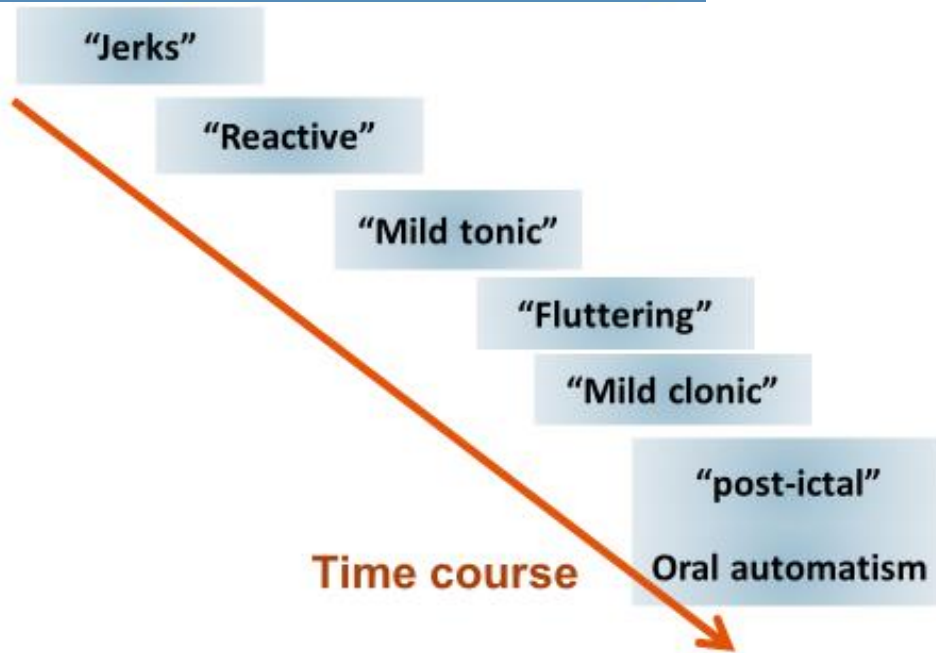 “Jerks”
“Reactive”
“Mild tonic”
“Fluttering”
“Mild clonic”
“post-ictal”
Time course
Oral automatism